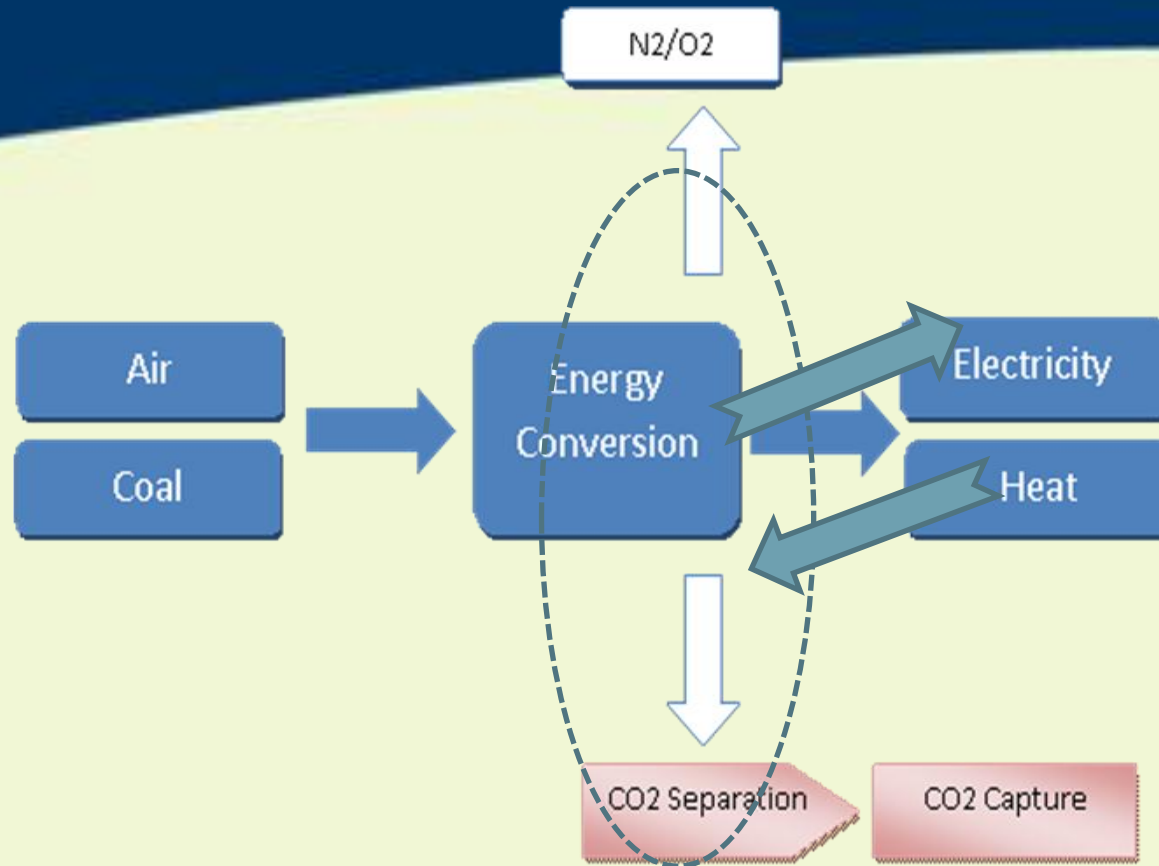 N2/O2
Air
Coal
Energy
Conversion
Electricity
Heat
CO2 Separation
CO2 Capture